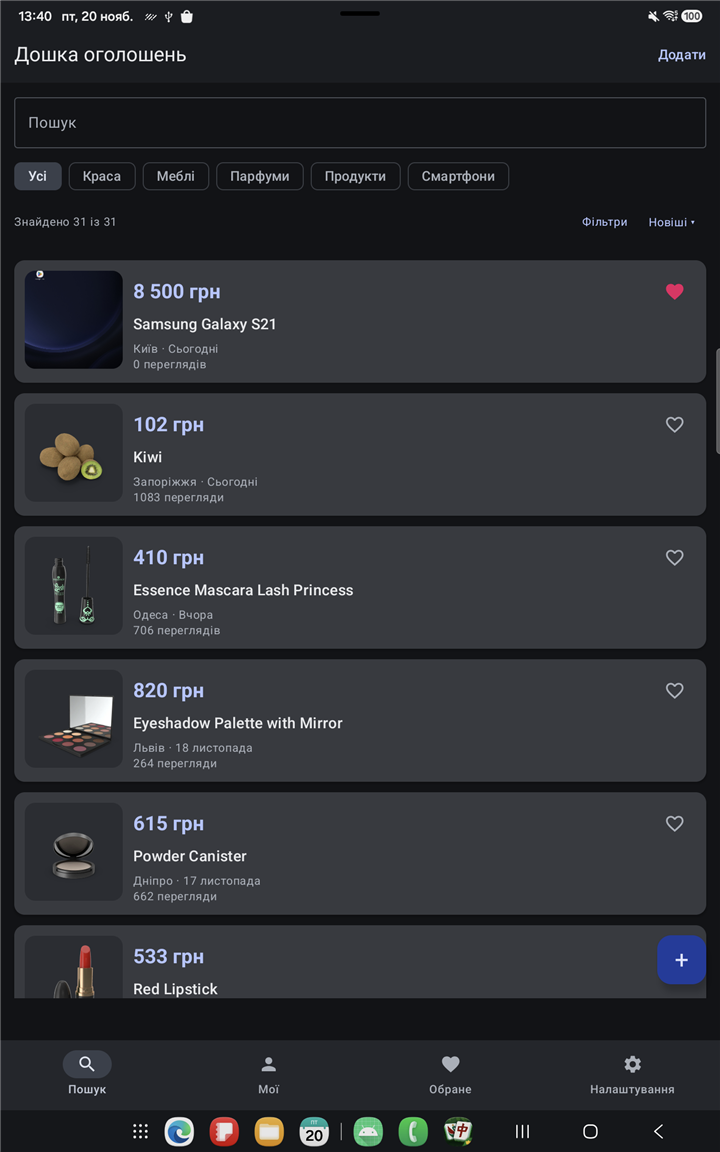 13:40 пт, 20 нояб.
100
Дошка оголошень
Додати
Пошук
Усі
Краса
Меблі
Парфуми
Продукти
Смартфони
Знайдено 31 із 31
Фільтри
Новіші
8 500 грн
Samsung Galaxy S21
Київ · Сьогодні
0 переглядів
102 грн
Kiwi
Запоріжжя · Сьогодні
1083 перегляди
410 грн
Essence Mascara Lash Princess
Одеса · Вчора
706 переглядів
820 грн
Eyeshadow Palette with Mirror
Львів · 18 листопада
264 перегляди
615 грн
Powder Canister
Дніпро · 17 листопада
662 перегляди
533 грн
Red Lipstick
+
Пошук
Мої
Обране
Налаштування
ПТ
20
中